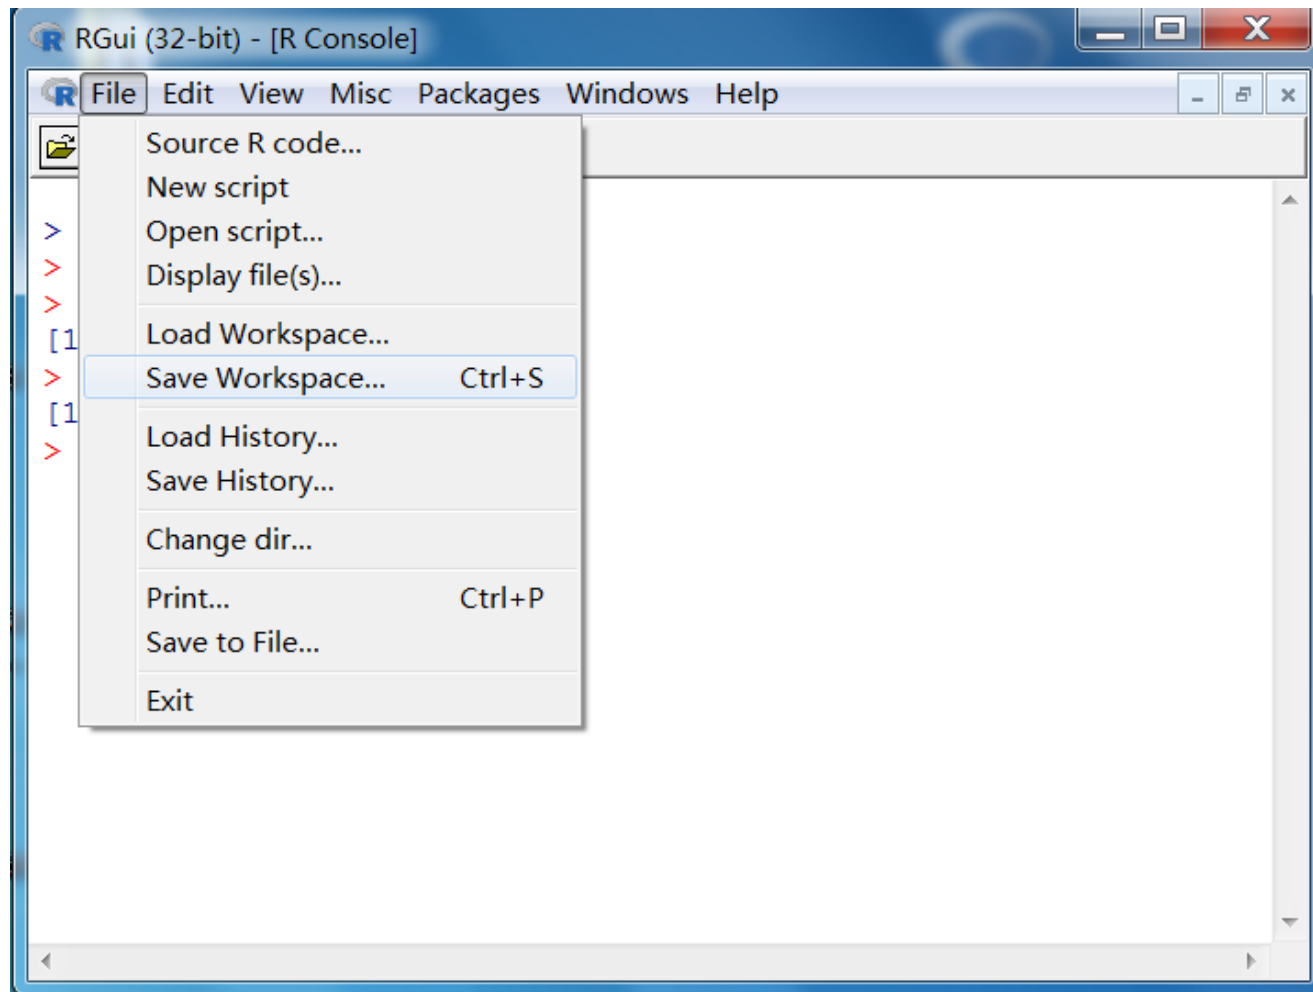 RGui (32-bit) - [R Console]
File Edit View Misc Packages Windows Help
Source R code...
New script
>
Open script...
>
Display file(s)...
>
[1
Load Workspace...
>
Save Workspace... Ctrl+S
[1
Load History...
>
Save History...
Change dir...
Print... Ctrl+P
Save to File...
Exit